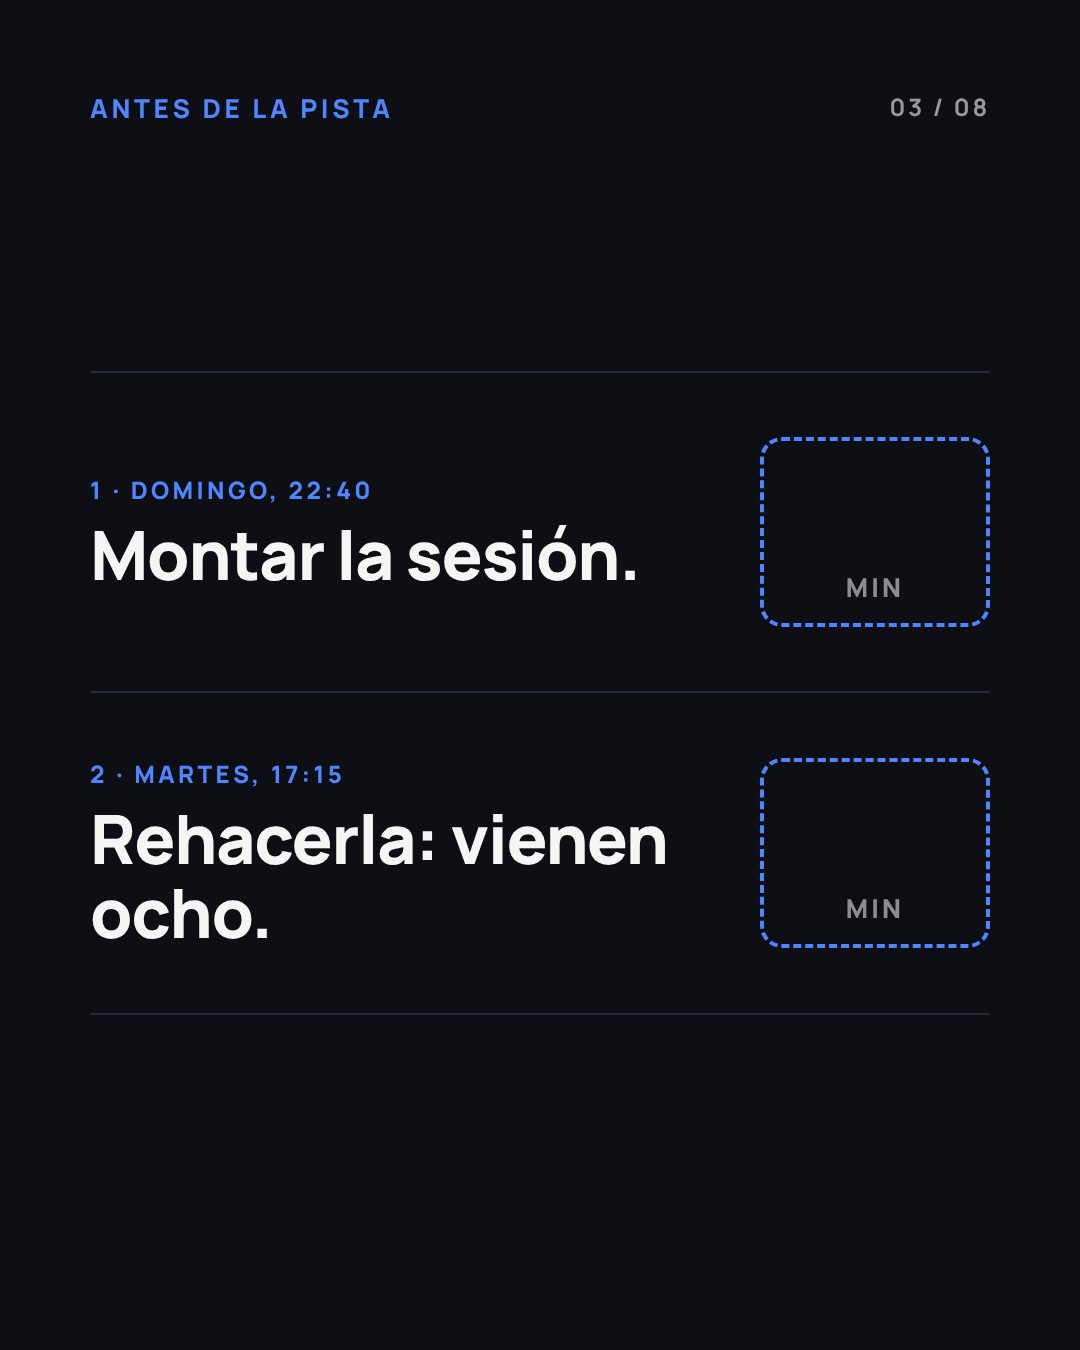 ANTES DE LA PISTA
03 / 08
1 · DOMINGO, 22:40
Montar la sesión.
MIN
2 · MARTES, 17:15
Rehacerla: vienen
ocho.
MIN